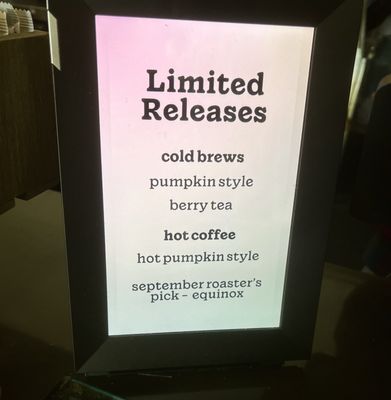 Limited
Releases
cold brews
pumpkin style
berry tea
hot coffee
hot pumpkin style
september roaster's
pick - equinox